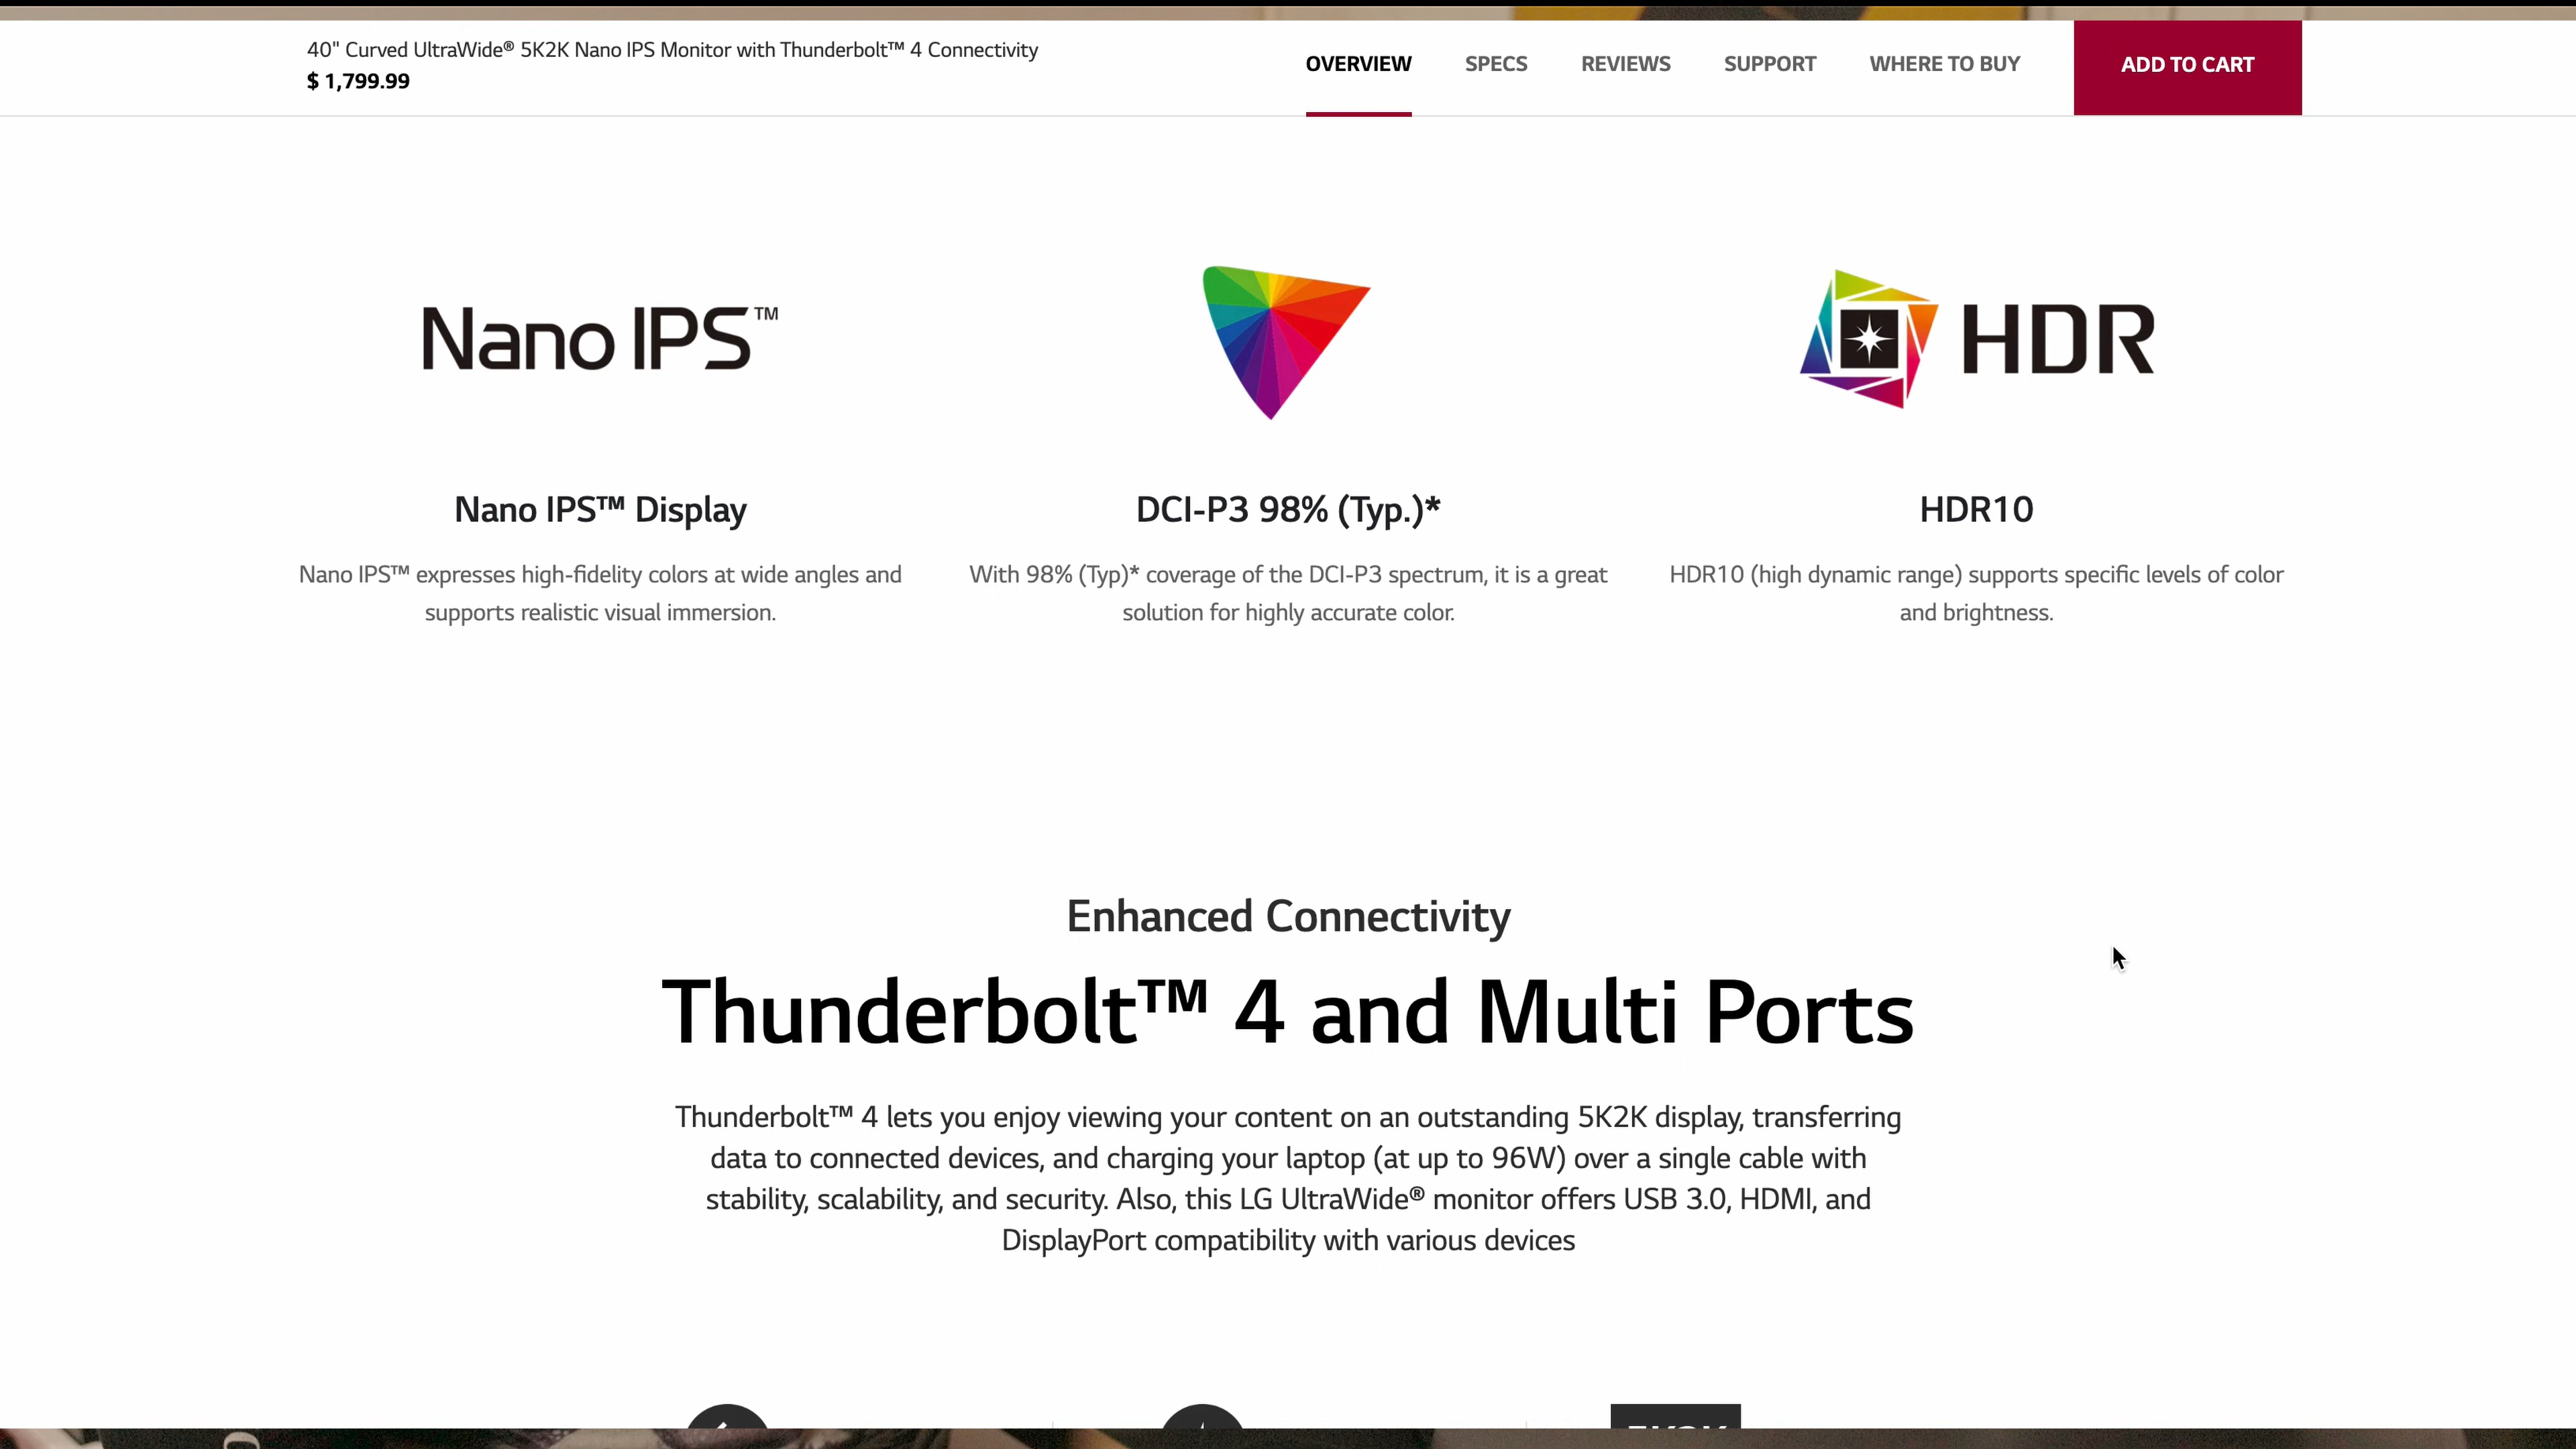 40" Curved UltraWide® 5K2K Nano IPS Monitor with Thunderbolt™ 4 Connectivity
$ 1,799.99
OVERVIEW
SPECS
REVIEWS
SUPPORT
WHERE TO BUY
ADD TO CART
Nano IPS™
HDR
Nano IPS™ Display
Nano IPS™ expresses high-fidelity colors at wide angles and
supports realistic visual immersion.
DCI-P3 98% (Typ.)*
With 98% (Typ)* coverage of the DCI-P3 spectrum, it is a great
solution for highly accurate color.
HDR10
HDR10 (high dynamic range) supports specific levels of color
and brightness.
Enhanced Connectivity
Thunderbolt™ 4 and Multi Ports
Thunderbolt™ 4 lets you enjoy viewing your content on an outstanding 5K2K display, transferring
data to connected devices, and charging your laptop (at up to 96W) over a single cable with
stability, scalability, and security. Also, this LG UltraWide® monitor offers USB 3.0, HDMI, and
DisplayPort compatibility with various devices